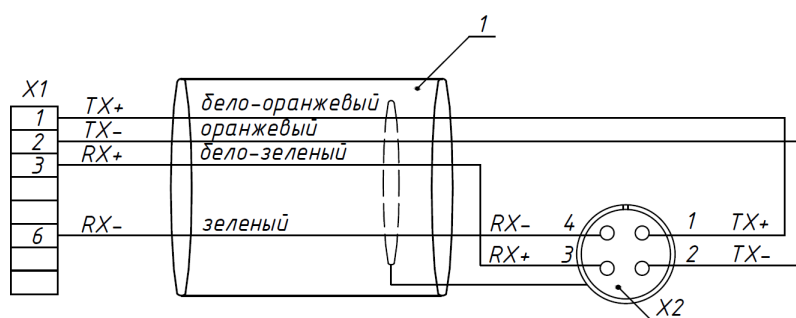 1
X1
1 TX+ бело-оранжевый
2 TX- оранжевый
3 RX+ бело-зеленый
6 RX- зеленый RX- 4 1 TX+
RX+ 3 2 TX-
X2